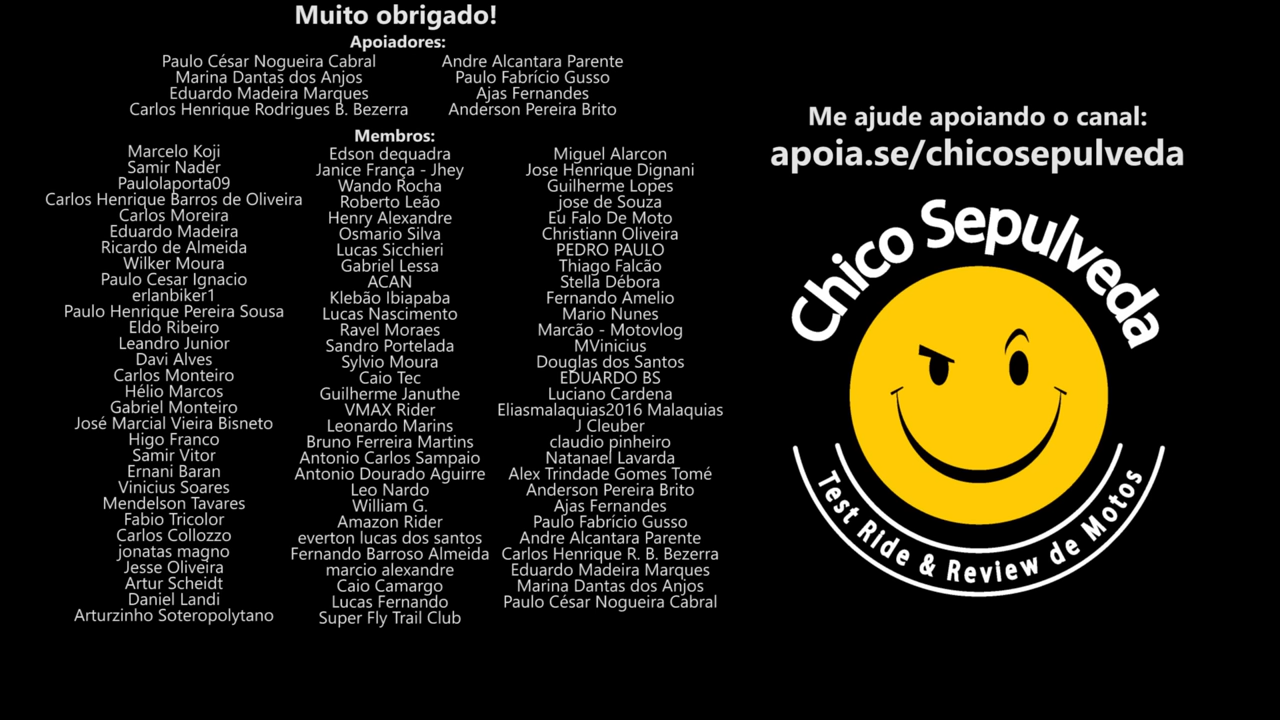 Muito obrigado!
Apoiadores:
Paulo César Nogueira Cabral
Marina Dantas dos Anjos
Eduardo Madeira Marques
Carlos Henrique Rodrigues B. Bezerra
Andre Alcantara Parente
Paulo Fabrício Gusso
Ajas Fernandes
Anderson Pereira Brito
Membros:
Marcelo Koji
Samir Nader
Paulolaporta09
Carlos Henrique Barros de Oliveira
Carlos Moreira
Eduardo Madeira
Ricardo de Almeida
Wilker Moura
Paulo Cesar Ignacio
erlanbiker1
Paulo Henrique Pereira Sousa
Eldo Ribeiro
Leandro Junior
Davi Alves
Carlos Monteiro
Hélio Marcos
Gabriel Monteiro
José Marcial Vieira Bisneto
Higo Franco
Samir Vitor
Ernani Baran
Vinicius Soares
Mendelson Tavares
Fabio Tricolor
Carlos Collozzo
jonatas magno
Jesse Oliveira
Artur Scheidt
Daniel Landi
Arturzinho Soteropolytano
Edson dequadra
Janice França - Jhey
Wando Rocha
Roberto Leão
Henry Alexandre
Osmario Silva
Lucas Sicchieri
Gabriel Lessa
ACAN
Klebão Ibiapaba
Lucas Nascimento
Ravel Moraes
Sandro Portelada
Sylvio Moura
Caio Tec
Guilherme Januthe
VMAX Rider
Leonardo Marins
Bruno Ferreira Martins
Antonio Carlos Sampaio
Antonio Dourado Aguirre
Leo Nardo
William G.
Amazon Rider
everton lucas dos santos
Fernando Barroso Almeida
marcio alexandre
Caio Camargo
Lucas Fernando
Super Fly Trail Club
Miguel Alarcon
Jose Henrique Dignani
Guilherme Lopes
jose de Souza
Eu Falo De Moto
Christiann Oliveira
PEDRO PAULO
Thiago Falcão
Stella Débora
Fernando Amelio
Mario Nunes
Marcão - Motovlog
MVinicius
Douglas dos Santos
EDUARDO BS
Luciano Cardena
Eliasmalaquias2016 Malaquias
J Cleuber
claudio pinheiro
Natanael Lavarda
Alex Trindade Gomes Tomé
Anderson Pereira Brito
Ajas Fernandes
Paulo Fabrício Gusso
Andre Alcantara Parente
Carlos Henrique R. B. Bezerra
Eduardo Madeira Marques
Marina Dantas dos Anjos
Paulo César Nogueira Cabral
Me ajude apoiando o canal:
apoia.se/chicosepulveda
Chico Sepulveda
Test Ride & Review de Motos